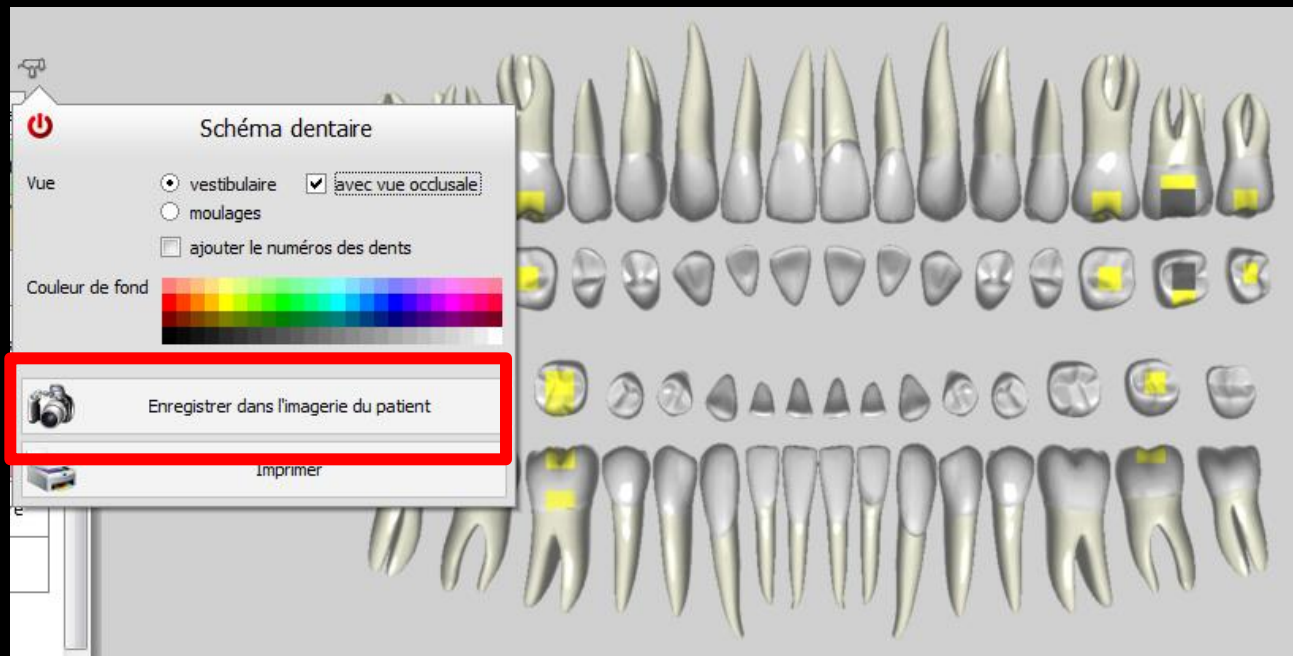 Schéma dentaire
Vue
vestibulaire avec vue occlusale
moulages
ajouter le numéros des dents
Couleur de fond
Enregistrer dans l'imagerie du patient
Imprimer
e